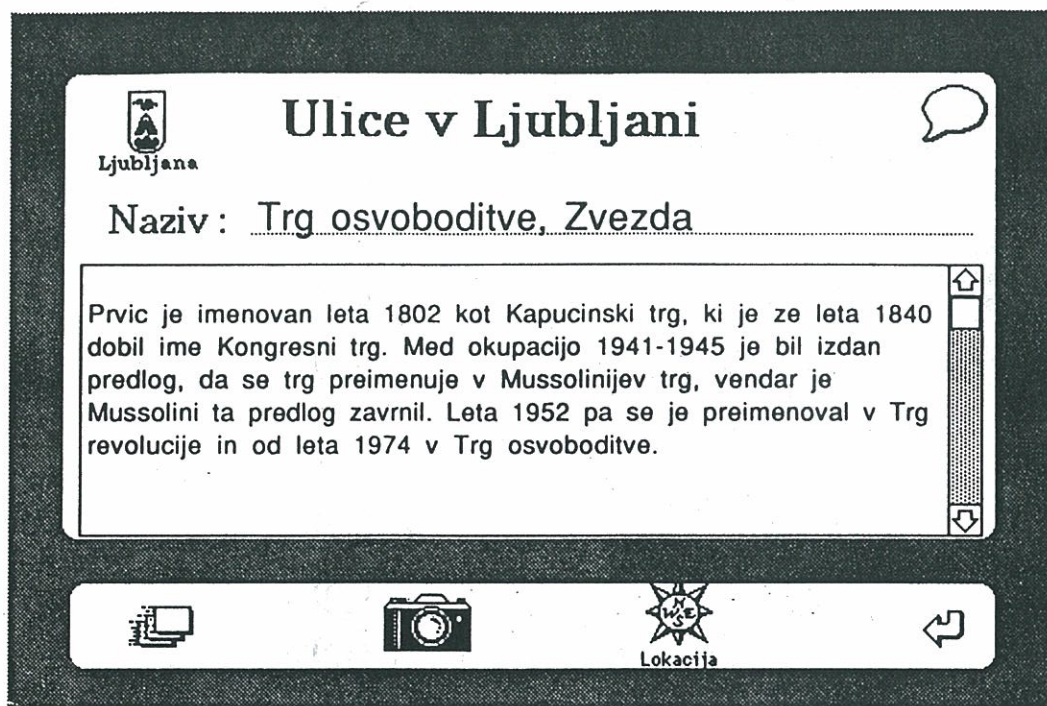 Ulice v Ljubljani
Ljubljana
Naziv : Trg osvoboditve, Zvezda
Prvic je imenovan leta 1802 kot Kapucinski trg, ki je ze leta 1840
dobil ime Kongresni trg. Med okupacijo 1941-1945 je bil izdan
predlog, da se trg preimenuje v Mussolinijev trg, vendar je
Mussolini ta predlog zavrnil. Leta 1952 pa se je preimenoval v Trg
revolucije in od leta 1974 v Trg osvoboditve.
N
W E
S
Lokacija